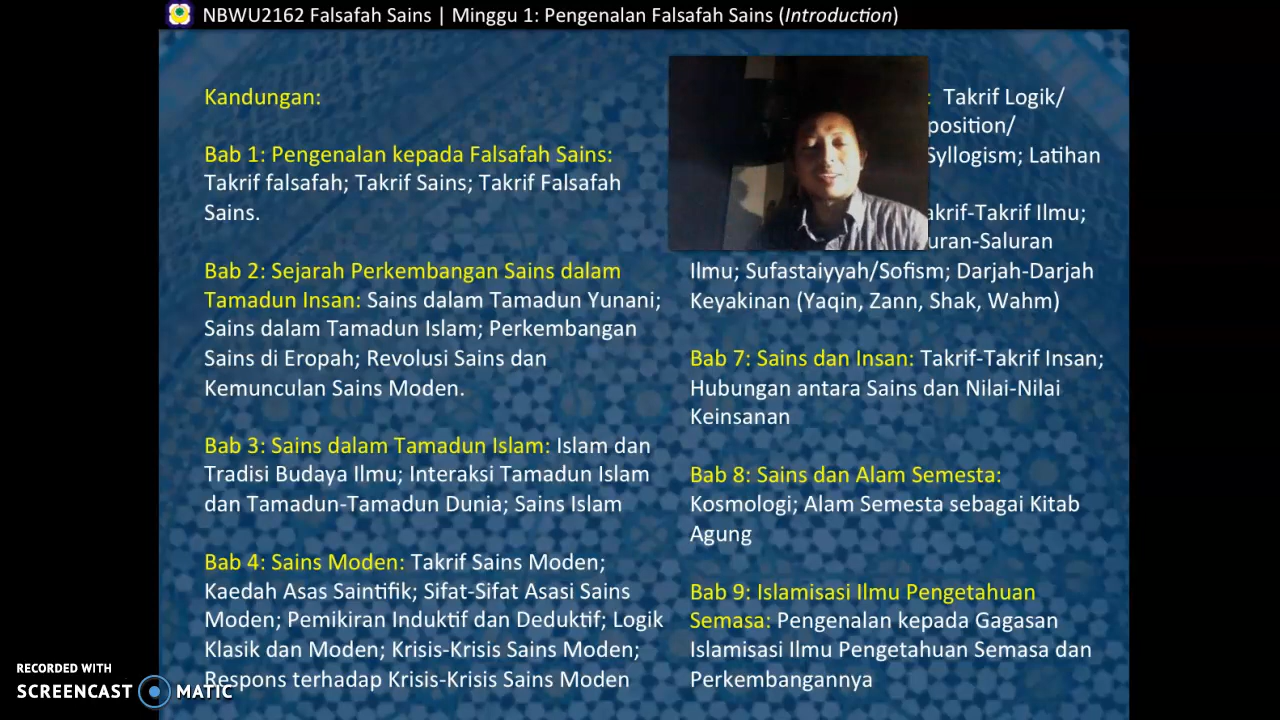 NBWU2162 Falsafah Sains | Minggu 1: Pengenalan Falsafah Sains (Introduction)
Kandungan:
Bab 1: Pengenalan kepada Falsafah Sains:
Takrif falsafah; Takrif Sains; Takrif Falsafah
Sains.
Bab 2: Sejarah Perkembangan Sains dalam
Tamadun Insan: Sains dalam Tamadun Yunani;
Sains dalam Tamadun Islam; Perkembangan
Sains di Eropah; Revolusi Sains dan
Kemunculan Sains Moden.
Bab 3: Sains dalam Tamadun Islam: Islam dan
Tradisi Budaya Ilmu; Interaksi Tamadun Islam
dan Tamadun-Tamadun Dunia; Sains Islam
Bab 4: Sains Moden: Takrif Sains Moden;
Kaedah Asas Saintifik; Sifat-Sifat Asasi Sains
Moden; Pemikiran Induktif dan Deduktif; Logik
Klasik dan Moden; Krisis-Krisis Sains Moden;
Respons terhadap Krisis-Krisis Sains Moden
: Takrif Logik/
position/
Syllogism; Latihan
akrif-Takrif Ilmu;
uran-Saluran
Ilmu; Sufastaiyyah/Sofism; Darjah-Darjah
Keyakinan (Yaqin, Zann, Shak, Wahm)
Bab 7: Sains dan Insan: Takrif-Takrif Insan;
Hubungan antara Sains dan Nilai-Nilai
Keinsanan
Bab 8: Sains dan Alam Semesta:
Kosmologi; Alam Semesta sebagai Kitab
Agung
Bab 9: Islamisasi Ilmu Pengetahuan
Semasa: Pengenalan kepada Gagasan
Islamisasi Ilmu Pengetahuan Semasa dan
Perkembangannya
RECORDED WITH
SCREENCAST MATIC